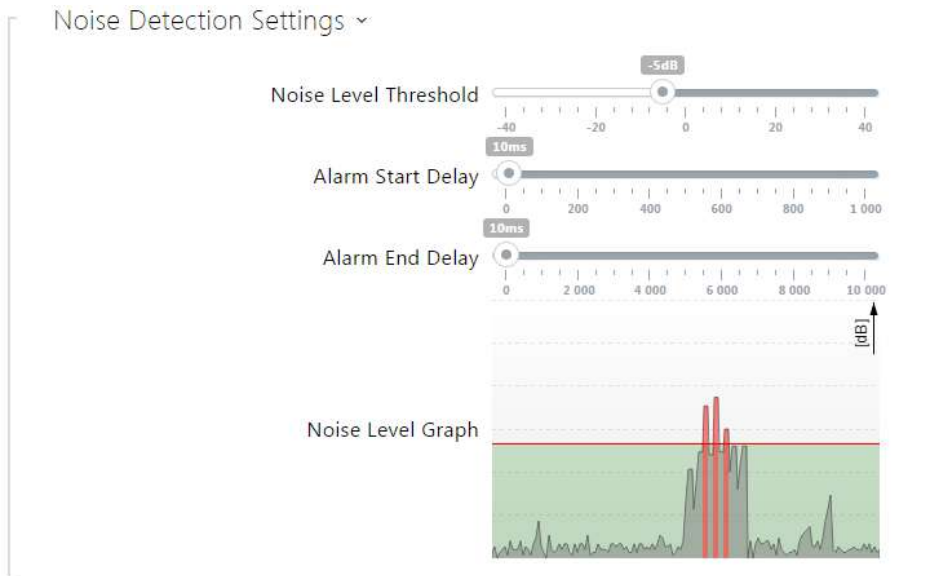 Noise Detection Settings
-5dB
Noise Level Threshold
-40 -20 0 20 40
10ms
Alarm Start Delay
0 200 400 600 800 1 000
10ms
Alarm End Delay
0 2 000 4 000 6 000 8 000 10 000
[dB]
Noise Level Graph